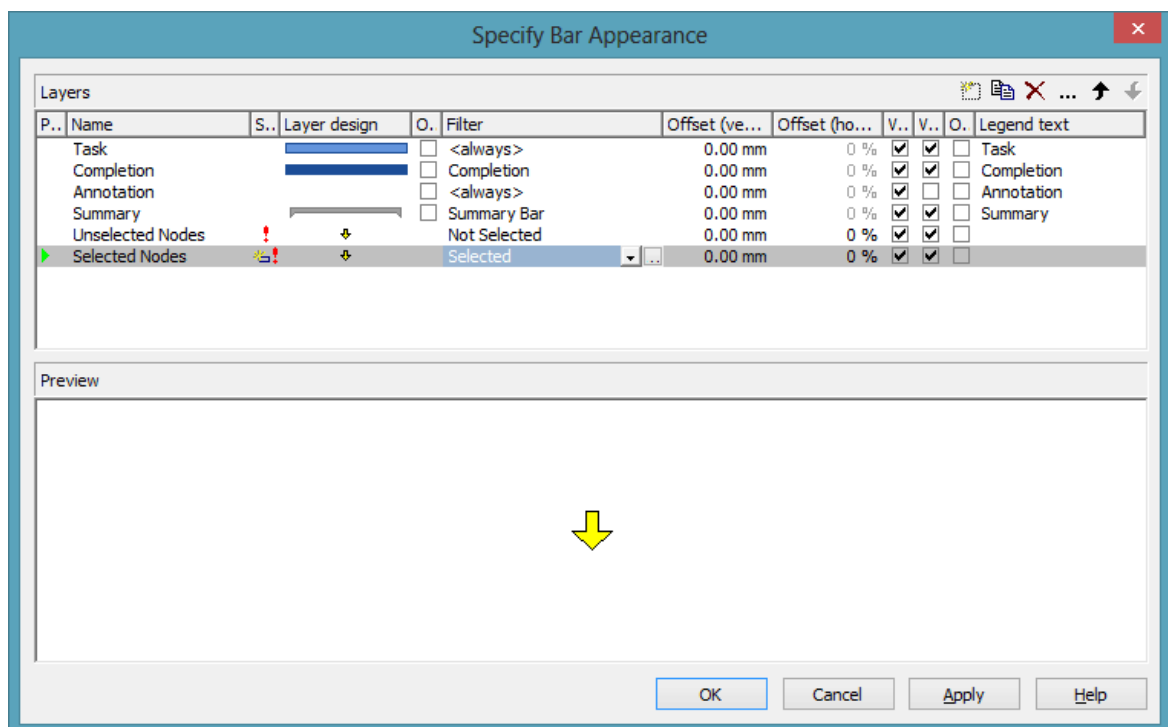 Specify Bar Appearance
Layers
...
P.. Name S.. Layer design O. Filter Offset (ve... Offset (ho... V.. V.. O. Legend text
Task <always> 0.00 mm 0 % Task
Completion Completion 0.00 mm 0 % Completion
Annotation <always> 0.00 mm 0 % Annotation
Summary Summary Bar 0.00 mm 0 % Summary
Unselected Nodes Not Selected 0.00 mm 0 %
Selected Nodes Selected .. 0.00 mm 0 %
Preview
OK Cancel Apply Help